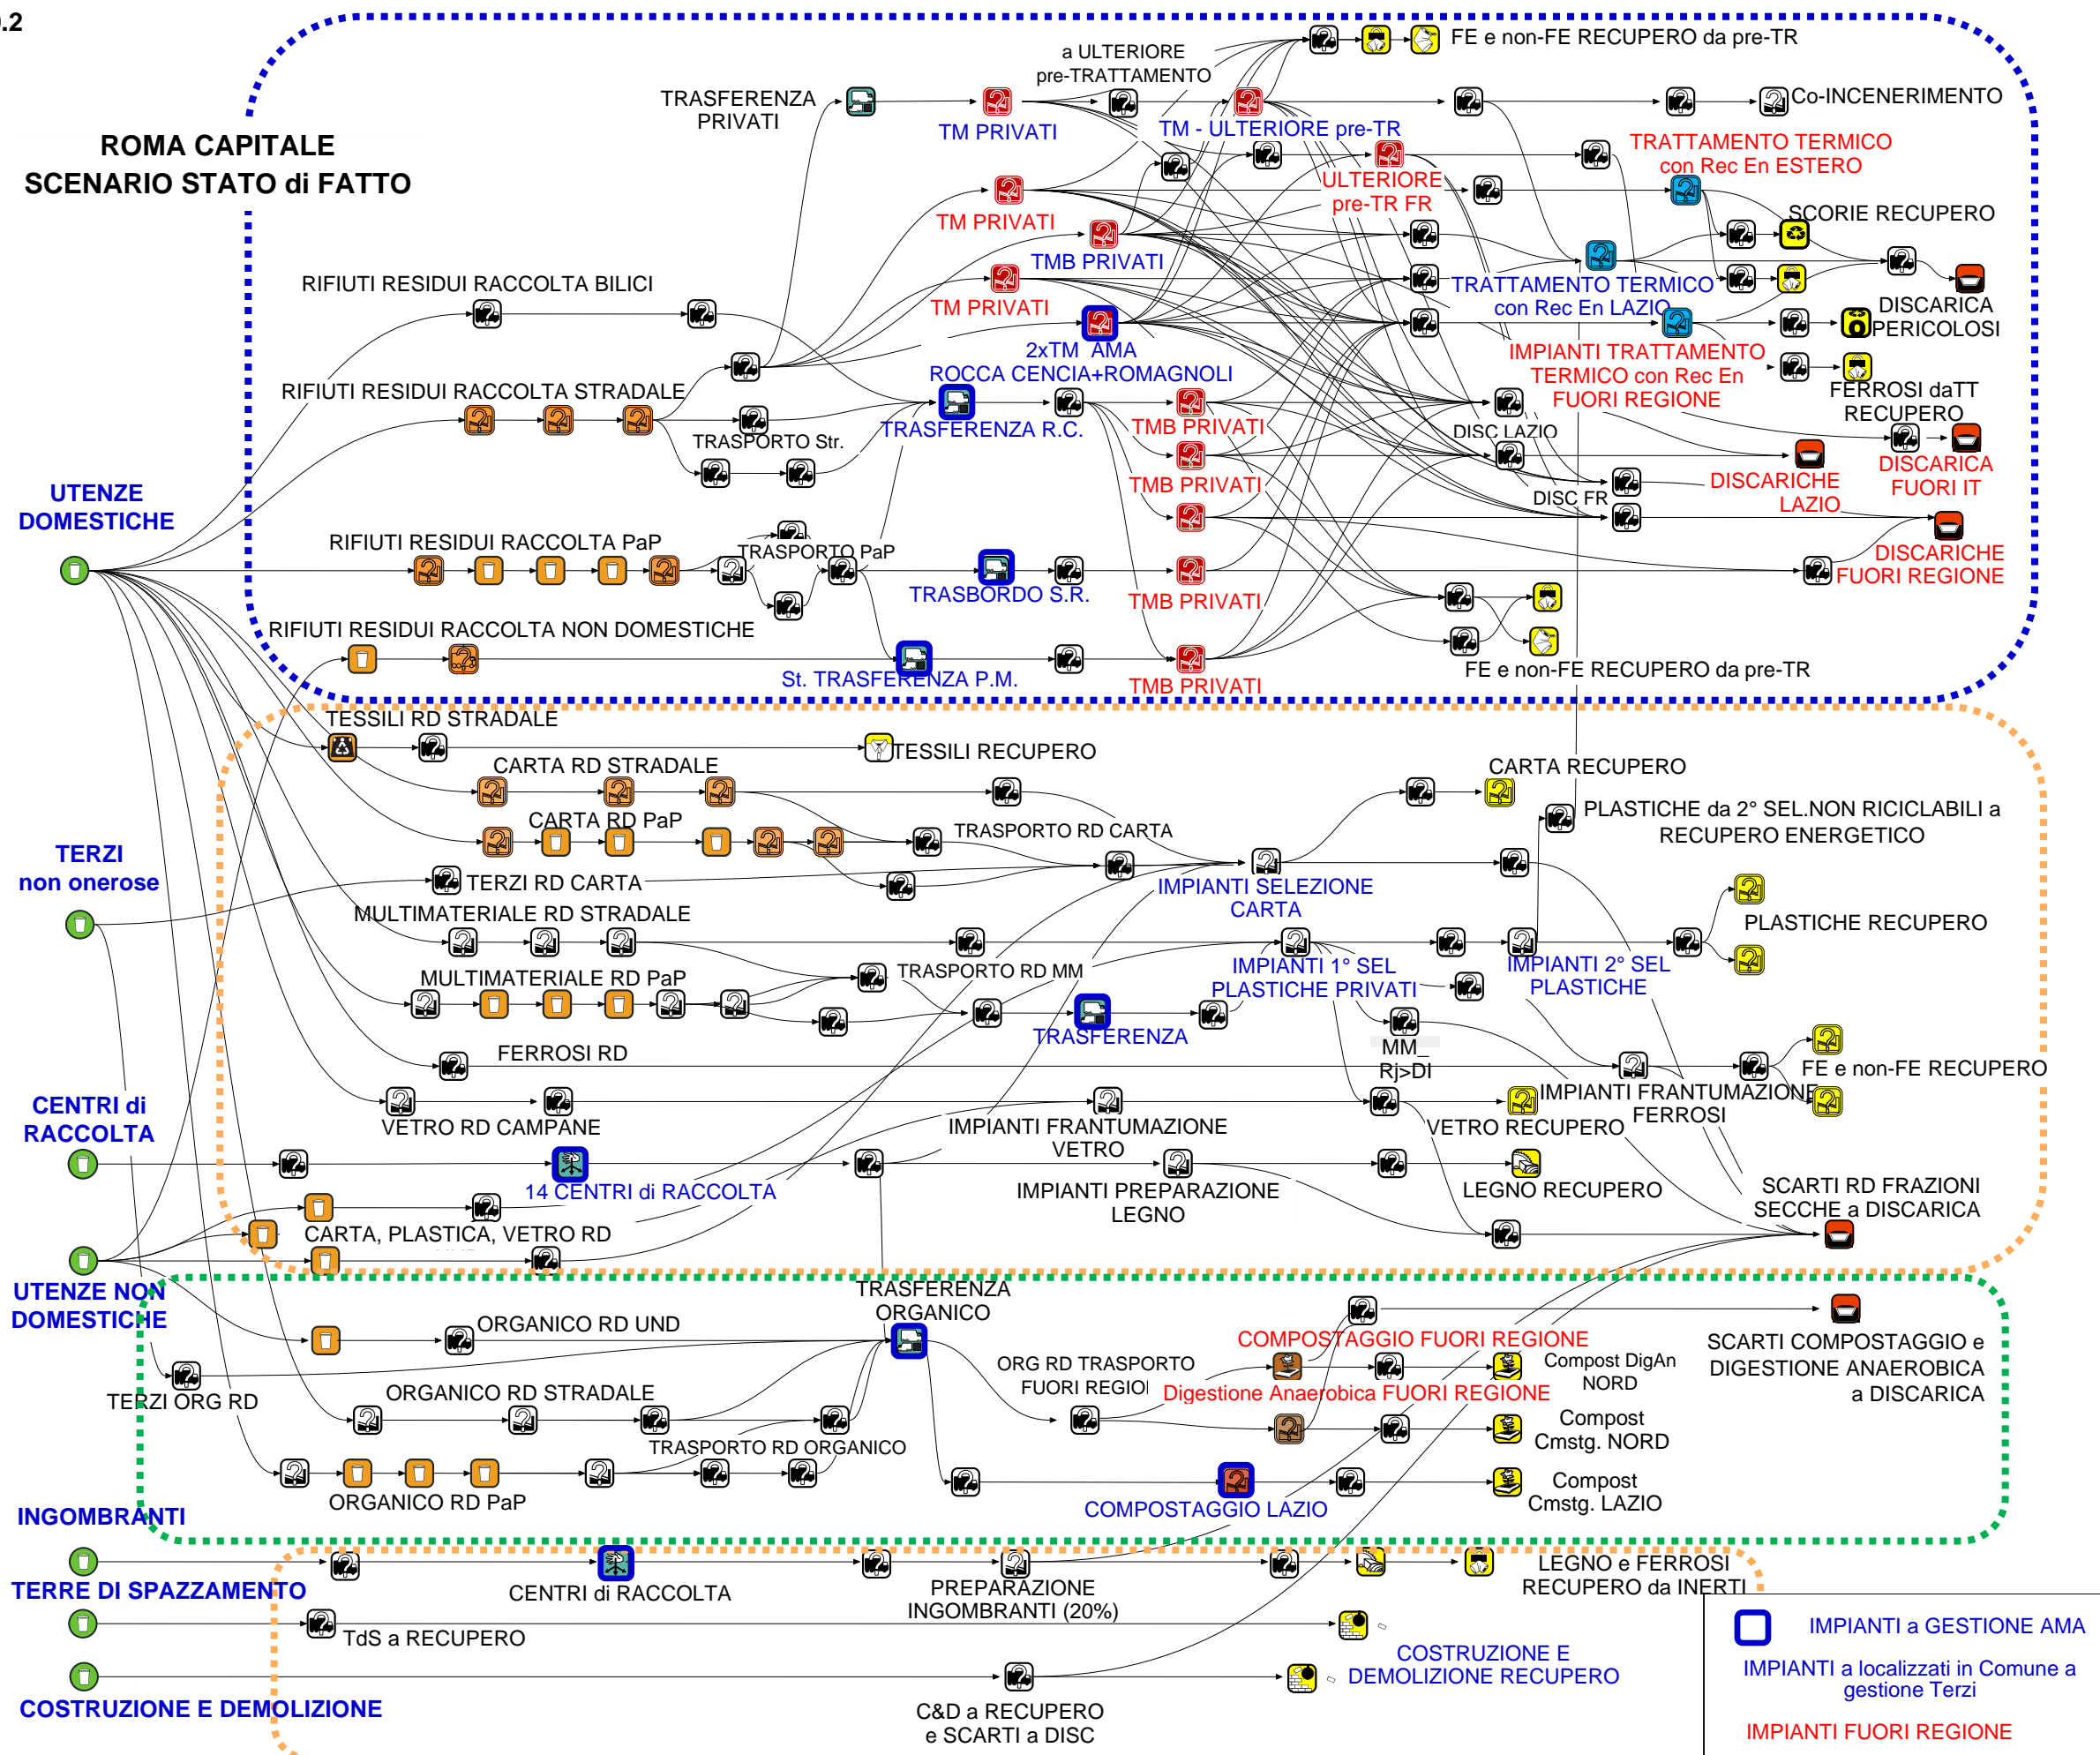 .2
ROMA CAPITALE
SCENARIO STATO di FATTO
a ULTERIORE
pre-TRATTAMENTO
FE e non-FE RECUPERO da pre-TR
TRASFERENZA
PRIVATI
TM PRIVATI
TM - ULTERIORE pre-TR
Co-INCENERIMENTO
TRATTAMENTO TERMICO
con Rec En ESTERO
ULTERIORE
pre-TR FR
TM PRIVATI
SCORIE RECUPERO
TMB PRIVATI
RIFIUTI RESIDUI RACCOLTA BILICI
TM PRIVATI
TRATTAMENTO TERMICO
con Rec En LAZIO
DISCARICA
PERICOLOSI
2xTM AMA
ROCCA CENCIA+ROMAGNOLI
IMPIANTI TRATTAMENTO
TERMICO con Rec En
FUORI REGIONE
FERROSI daTT
RECUPERO
RIFIUTI RESIDUI RACCOLTA STRADALE
TRASPORTO Str.
TRASFERENZA R.C.
TMB PRIVATI
DISC LAZIO
TMB PRIVATI
DISC FR
DISCARICHE
LAZIO
DISCARICA
FUORI IT
UTENZE
DOMESTICHE
RIFIUTI RESIDUI RACCOLTA PaP
TRASPORTO PaP
TRASBORDO S.R.
TMB PRIVATI
DISCARICHE
FUORI REGIONE
RIFIUTI RESIDUI RACCOLTA NON DOMESTICHE
St. TRASFERENZA P.M.
TMB PRIVATI
FE e non-FE RECUPERO da pre-TR
TESSILI RD STRADALE
TESSILI RECUPERO
CARTA RD STRADALE
CARTA RECUPERO
CARTA RD PaP
TRASPORTO RD CARTA
PLASTICHE da 2° SEL.NON RICICLABILI a
RECUPERO ENERGETICO
TERZI
non onerose
TERZI RD CARTA
IMPIANTI SELEZIONE
CARTA
MULTIMATERIALE RD STRADALE
PLASTICHE RECUPERO
MULTIMATERIALE RD PaP
TRASPORTO RD MM
IMPIANTI 1° SEL
PLASTICHE PRIVATI
IMPIANTI 2° SEL
PLASTICHE
TRASFERENZA
FERROSI RD
MM_
Rj>DI
FE e non-FE RECUPERO
IMPIANTI FRANTUMAZIONE
FERROSI
CENTRI di
RACCOLTA
VETRO RD CAMPANE
IMPIANTI FRANTUMAZIONE
VETRO
VETRO RECUPERO
14 CENTRI di RACCOLTA
IMPIANTI PREPARAZIONE
LEGNO
LEGNO RECUPERO
SCARTI RD FRAZIONI
SECCHE a DISCARICA
CARTA, PLASTICA, VETRO RD
UTENZE NON
DOMESTICHE
TRASFERENZA
ORGANICO
ORGANICO RD UND
COMPOSTAGGIO FUORI REGIONE
SCARTI COMPOSTAGGIO e
DIGESTIONE ANAEROBICA
a DISCARICA
ORG RD TRASPORTO
FUORI REGIO
Compost DigAn
NORD
TERZI ORG RD
ORGANICO RD STRADALE
Digestione Anaerobica FUORI REGIONE
Compost
Cmstg. NORD
TRASPORTO RD ORGANICO
ORGANICO RD PaP
COMPOSTAGGIO LAZIO
Compost
Cmstg. LAZIO
INGOMBRANTI
CENTRI di RACCOLTA
PREPARAZIONE
INGOMBRANTI (20%)
LEGNO e FERROSI
RECUPERO da INERTI
TERRE DI SPAZZAMENTO
TdS a RECUPERO
COSTRUZIONE E
DEMOLIZIONE RECUPERO
COSTRUZIONE E DEMOLIZIONE
C&D a RECUPERO
e SCARTI a DISC
IMPIANTI a GESTIONE AMA
IMPIANTI a localizzati in Comune a
gestione Terzi
IMPIANTI FUORI REGIONE